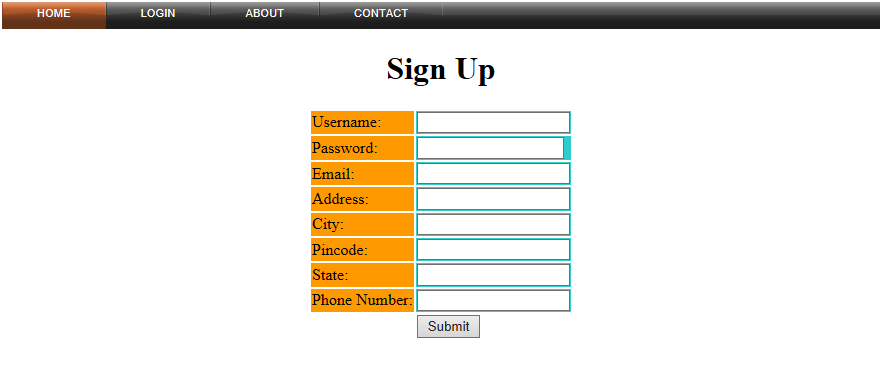 HOME LOGIN ABOUT CONTACT
Sign Up
Username:
Password:
Email:
Address:
City:
Pincode:
State:
Phone Number:
Submit